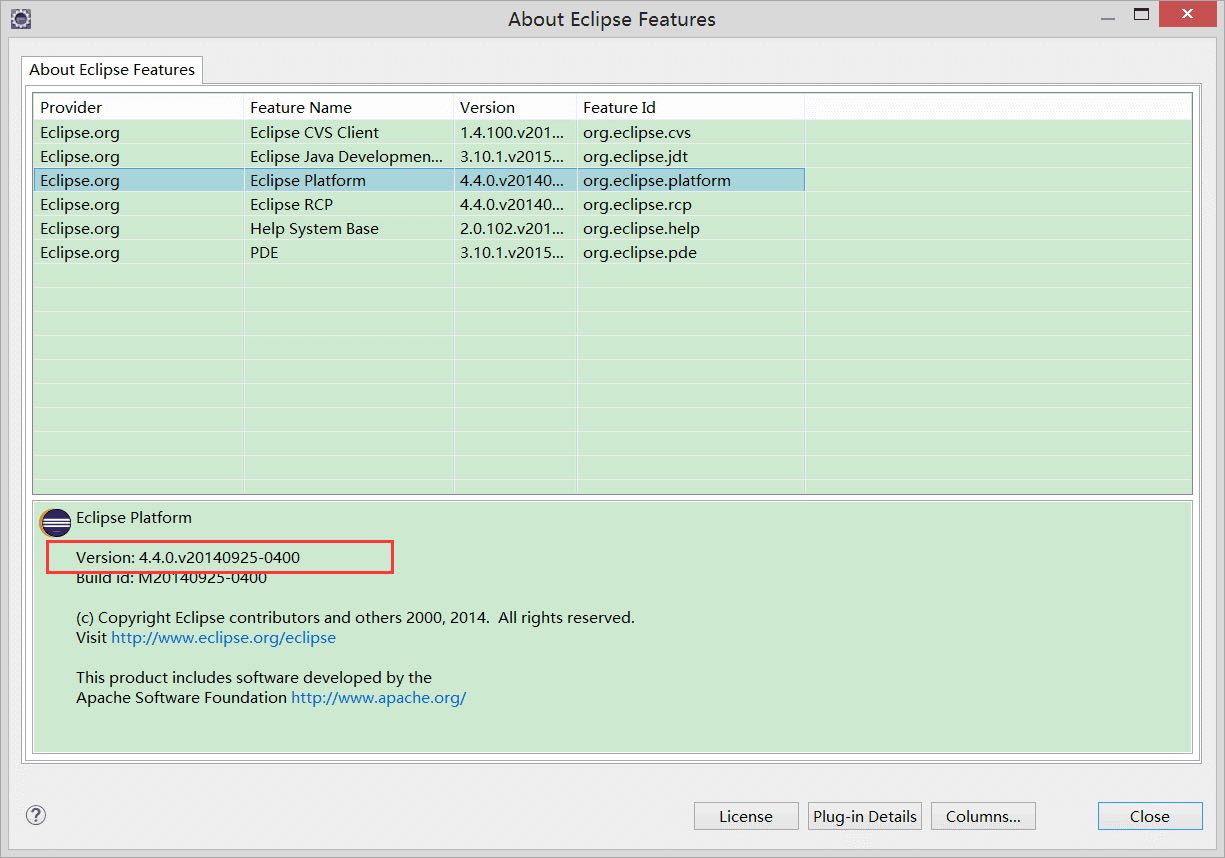 About Eclipse Features
About Eclipse Features
Provider Feature Name Version Feature Id
Eclipse.org Eclipse CVS Client 1.4.100.v201... org.eclipse.cvs
Eclipse.org Eclipse Java Developmen... 3.10.1.v2015... org.eclipse.jdt
Eclipse.org Eclipse Platform 4.4.0.v20140... org.eclipse.platform
Eclipse.org Eclipse RCP 4.4.0.v20140... org.eclipse.rcp
Eclipse.org Help System Base 2.0.102.v201... org.eclipse.help
Eclipse.org PDE 3.10.1.v2015... org.eclipse.pde
Eclipse Platform
Version: 4.4.0.v20140925-0400
Build id: M20140925-0400
(c) Copyright Eclipse contributors and others 2000, 2014.  All rights reserved.
Visit http://www.eclipse.org/eclipse
This product includes software developed by the
Apache Software Foundation http://www.apache.org/
? License Plug-in Details Columns... Close